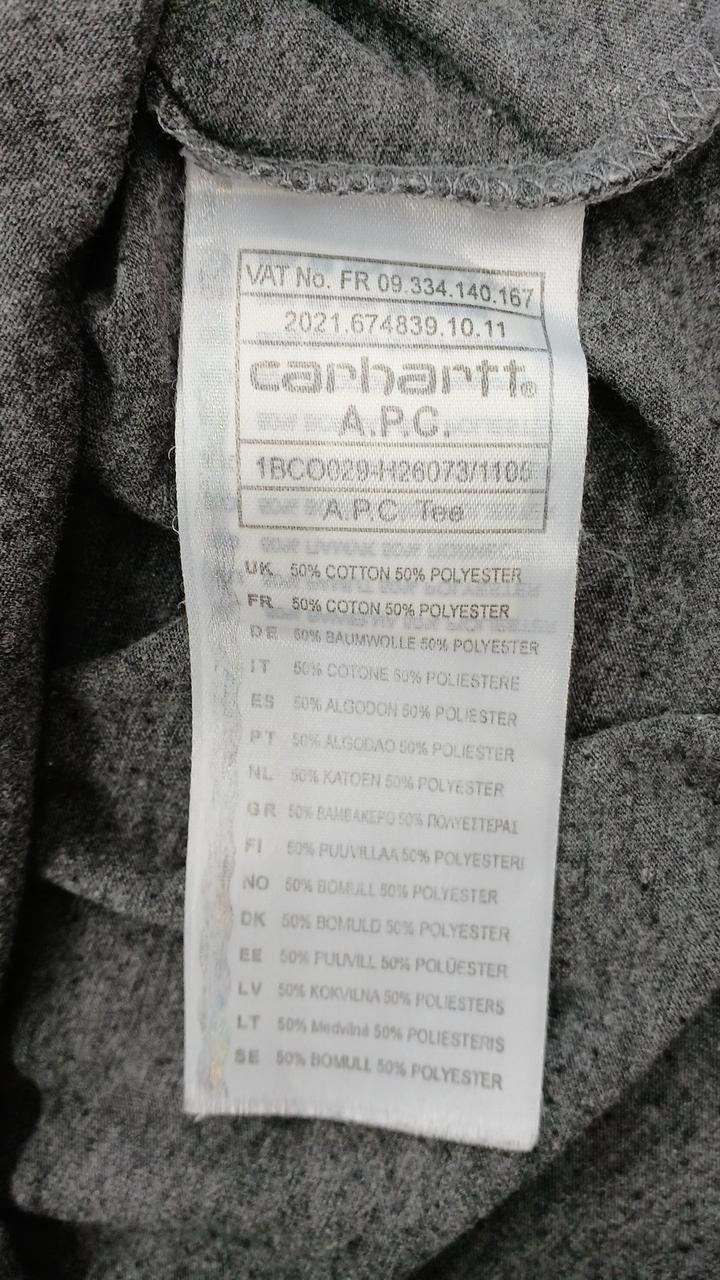 VAT No. FR 09.334.140.167
2021.674839.10.11
carhartt®
A.P.C.
1BCO029-H26073/1105
A.P.C Tee
UK 50% COTTON 50% POLYESTER
FR 50% COTON 50% POLYESTER
DE 50% BAUMWOLLE 50% POLYESTER
IT 50% COTONE 50% POLIESTERE
ES 50% ALGODON 50% POLIESTER
PT 50% ALGODAO 50% POLIESTER
NL 50% KATOEN 50% POLYESTER
GR 50% ΒΑΜΒΑΚΕΡΟ 50% ΠΟΛΥΕΣΤΕΡΑΣ
FI 50% PUUVILLAA 50% POLYESTERI
NO 50% BOMULL 50% POLYESTER
DK 50% BOMULD 50% POLYESTER
EE 50% PUUVILL 50% POLÜESTER
LV 50% KOKVILNA 50% POLIESTERS
LT 50% Medvilnė 50% POLIESTERIS
SE 50% BOMULL 50% POLYESTER